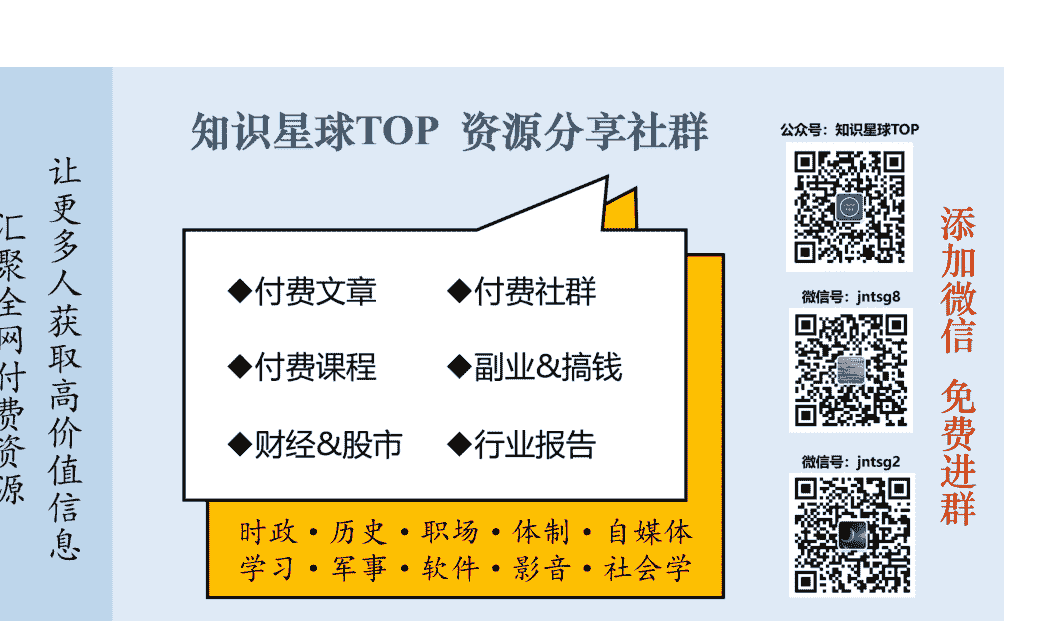 知识星球TOP 资源分享社群
让更多人获取高价值信息
汇聚全网付费资源
◆付费文章 ◆付费社群
◆付费课程 ◆副业&搞钱
◆财经&股市 ◆行业报告
时政·历史·职场·体制·自媒体
学习·军事·软件·影音·社会学
公众号：知识星球TOP
微信号：jntsg8
微信号：jntsg2
添加微信 免费进群